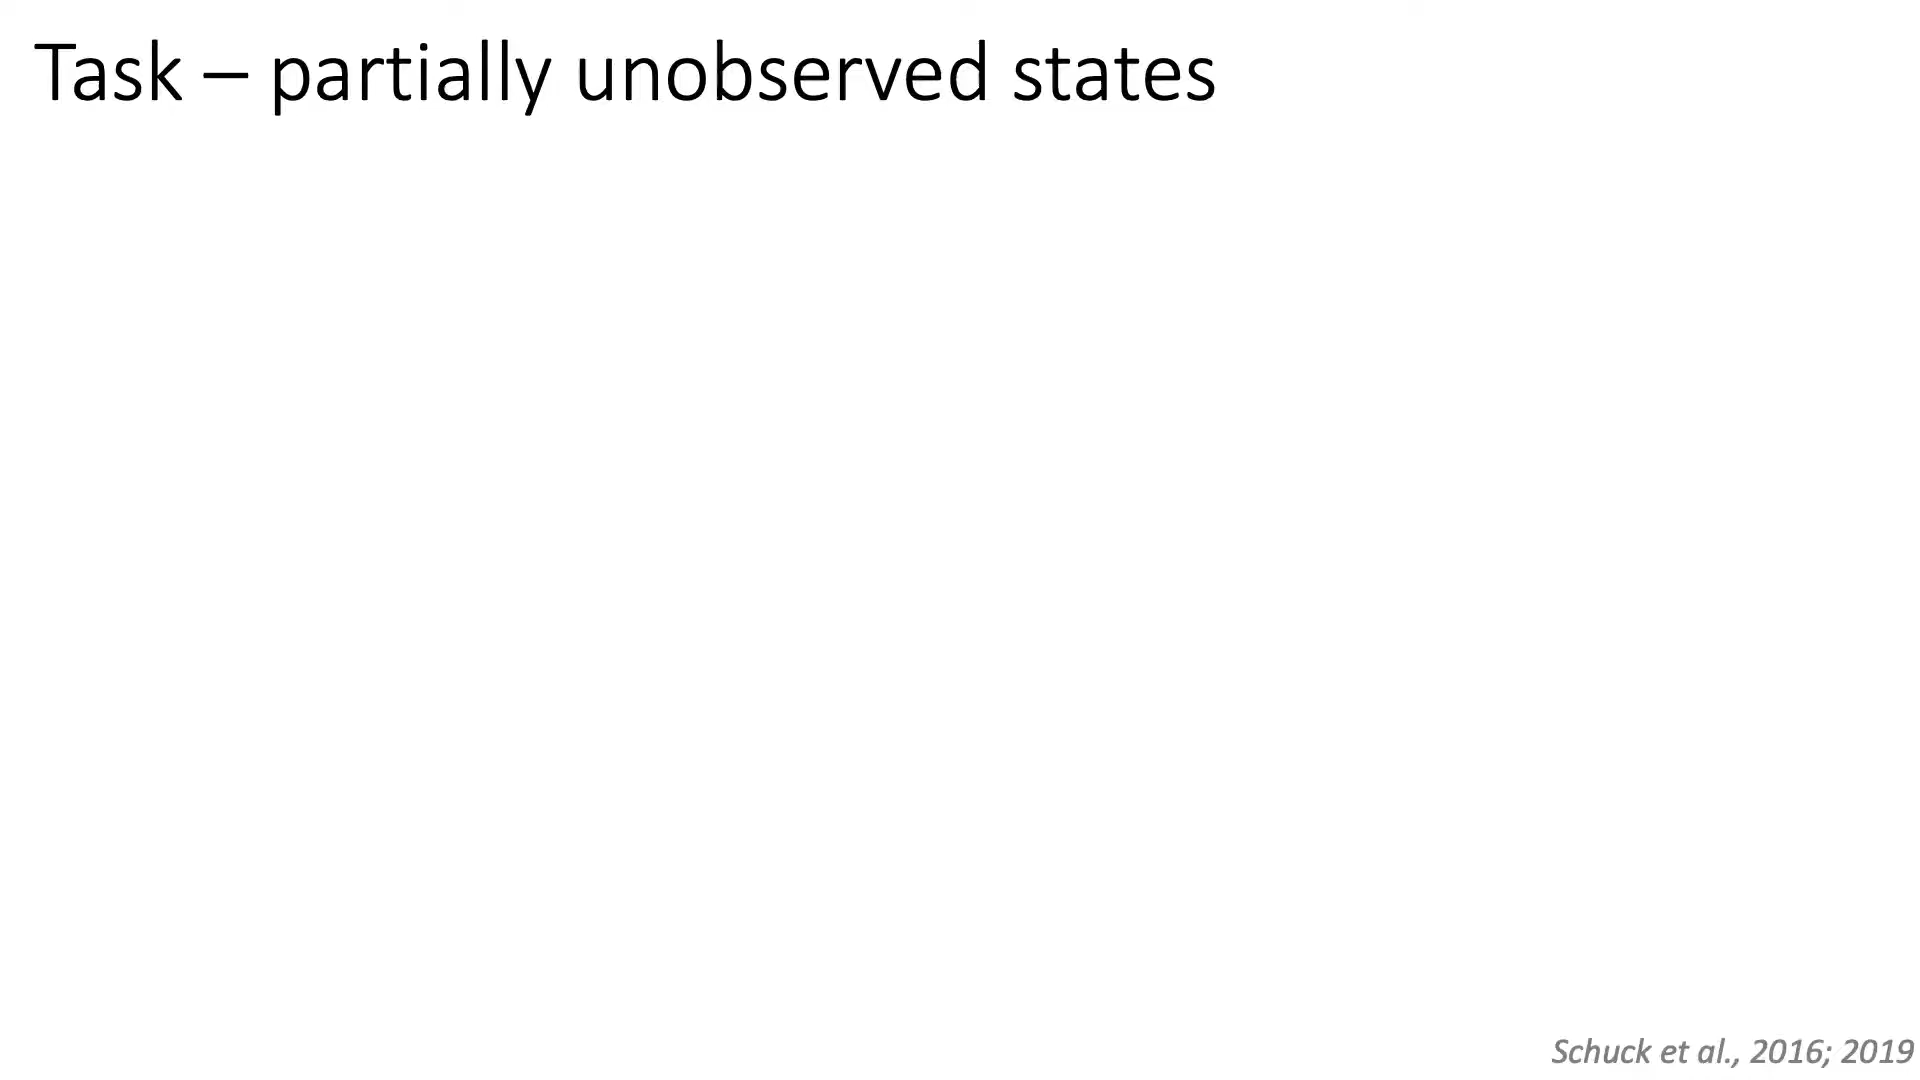 Task – partially unobserved states
Schuck et al., 2016; 2019